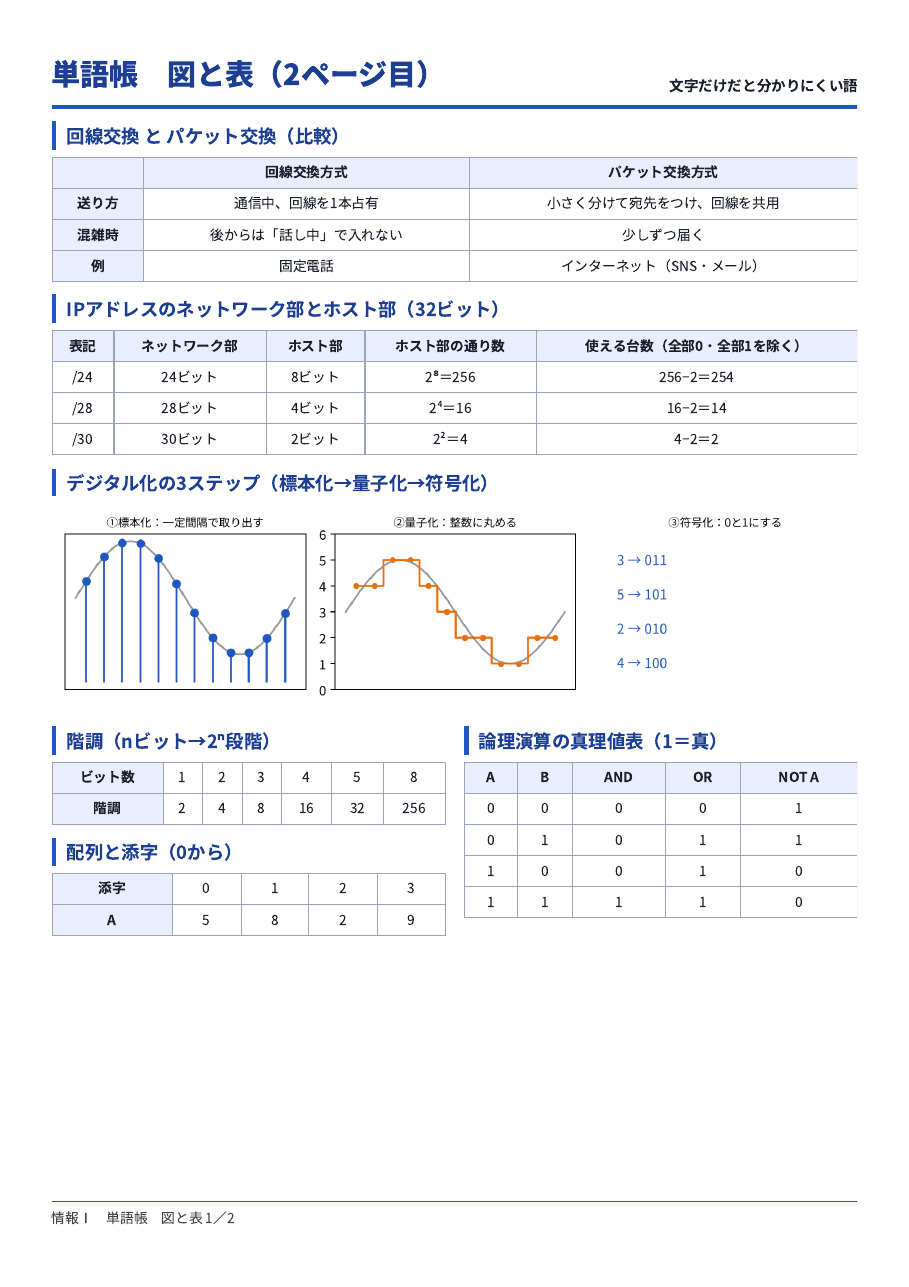 単語帳　図と表（2ページ目）
文字だけだと分かりにくい語
回線交換 と パケット交換（比較）
回線交換方式 パケット交換方式
送り方 通信中、回線を1本占有 小さく分けて宛先をつけ、回線を共用
混雑時 後からは「話し中」で入れない 少しずつ届く
例 固定電話 インターネット（SNS・メール）
IPアドレスのネットワーク部とホスト部（32ビット）
表記 ネットワーク部 ホスト部 ホスト部の通り数 使える台数（全部0・全部1を除く）
/24 24ビット 8ビット 2⁸＝256 256−2＝254
/28 28ビット 4ビット 2⁴＝16 16−2＝14
/30 30ビット 2ビット 2²＝4 4−2＝2
デジタル化の3ステップ（標本化→量子化→符号化）
①標本化：一定間隔で取り出す
②量子化：整数に丸める
6
5
4
3
2
1
0
③符号化：0と1にする
3 → 011
5 → 101
2 → 010
4 → 100
階調（nビット→2ⁿ段階）
ビット数 1 2 3 4 5 8
階調 2 4 8 16 32 256
配列と添字（0から）
添字 0 1 2 3
A 5 8 2 9
論理演算の真理値表（1＝真）
A B AND OR NOT A
0 0 0 0 1
0 1 0 1 1
1 0 0 1 0
1 1 1 1 0
情報Ⅰ　単語帳　図と表1／2